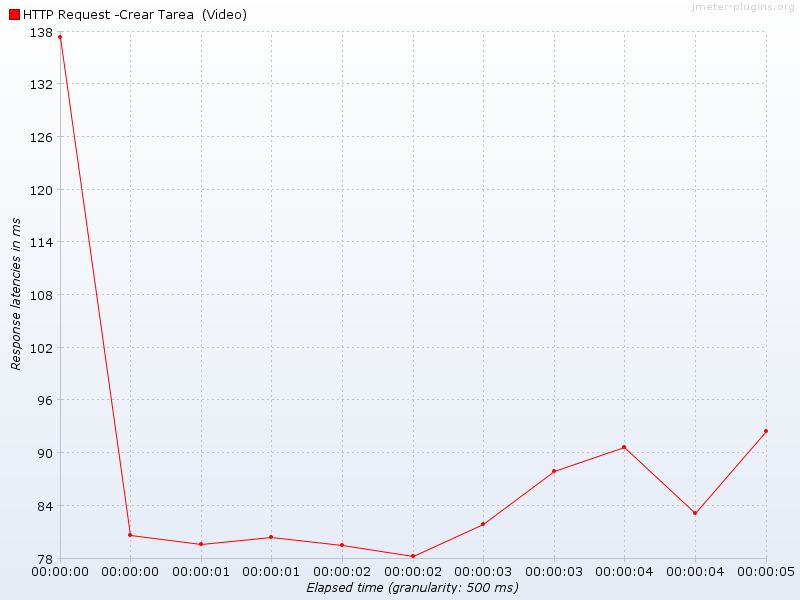 jmeter-plugins.org
HTTP Request -Crear Tarea  (Video)
138
132
126
120
114
108
102
96
90
84
78
Response latencies in ms
00:00:00 00:00:00 00:00:01 00:00:01 00:00:02 00:00:02 00:00:03 00:00:03 00:00:04 00:00:04 00:00:05
Elapsed time (granularity: 500 ms)